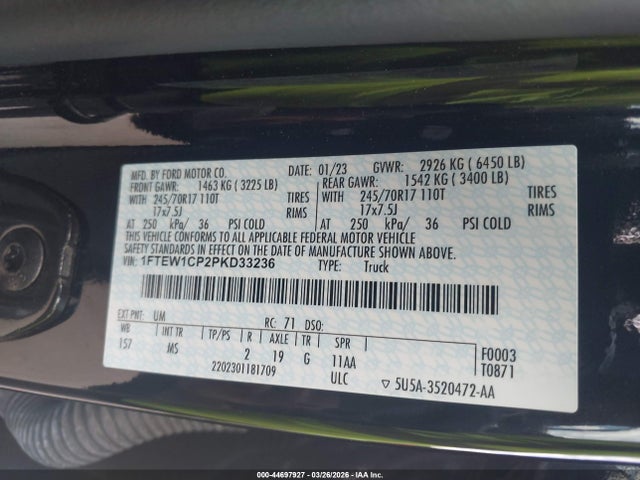 MFD. BY FORD MOTOR CO. DATE: 01/23 GVWR: 2926 KG ( 6450 LB)
FRONT GAWR: 1463 KG ( 3225 LB) REAR GAWR: 1542 KG ( 3400 LB)
WITH 245/70R17 110T TIRES WITH 245/70R17 110T TIRES
17x7.5J RIMS 17x7.5J RIMS
AT 250 kPa/ 36 PSI COLD AT 250 kPa/ 36 PSI COLD
THIS VEHICLE CONFORMS TO ALL APPLICABLE FEDERAL MOTOR VEHICLE
SAFETY STANDARDS IN EFFECT ON THE DATE OF MANUFACTURE SHOWN ABOVE.
VIN: 1FTEW1CP2PKD33236 TYPE: Truck
EXT PNT: UM RC: 71 DSO:
WB INT TR TP/PS R AXLE TR SPR F0003
157 MS 2 19 G 11AA T0871
2202301181709 ULC ▽ 5U5A-3520472-AA
000-44697927 - 03/26/2026 - IAA Inc.